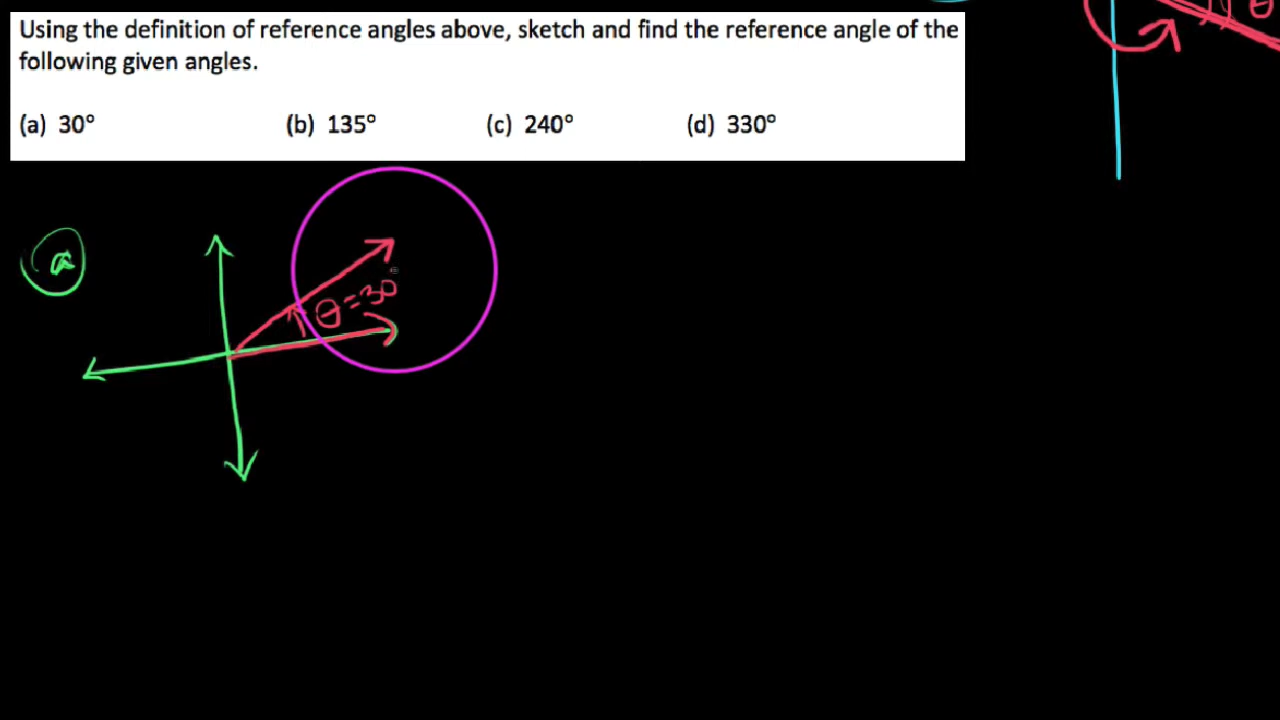 Using the definition of reference angles above, sketch and find the reference angle of the
following given angles.
(a) 30° (b) 135° (c) 240° (d) 330°
a
θ=30°
θ